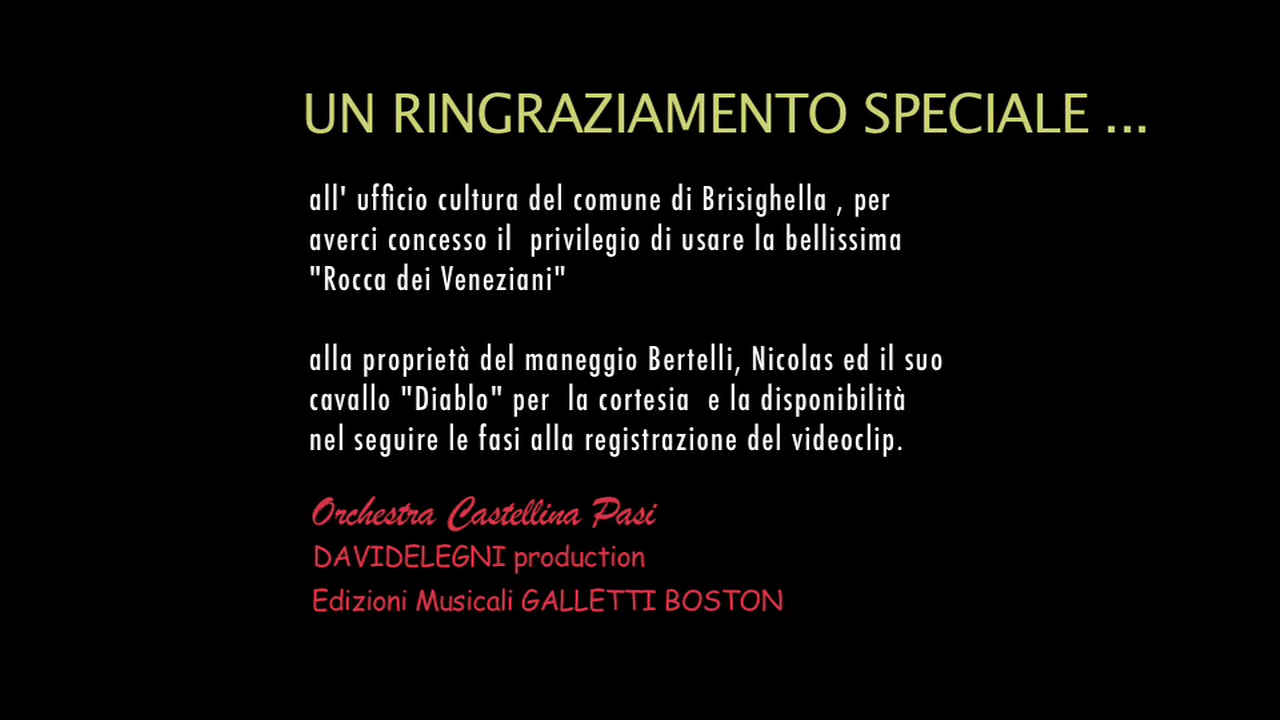 UN RINGRAZIAMENTO SPECIALE ...
all' ufficio cultura del comune di Brisighella , per
averci concesso il  privilegio di usare la bellissima
"Rocca dei Veneziani"
alla proprietà del maneggio Bertelli, Nicolas ed il suo
cavallo "Diablo" per  la cortesia  e la disponibilità
nel seguire le fasi alla registrazione del videoclip.
Orchestra Castellina Pasi
DAVIDELEGNI production
Edizioni Musicali GALLETTI BOSTON